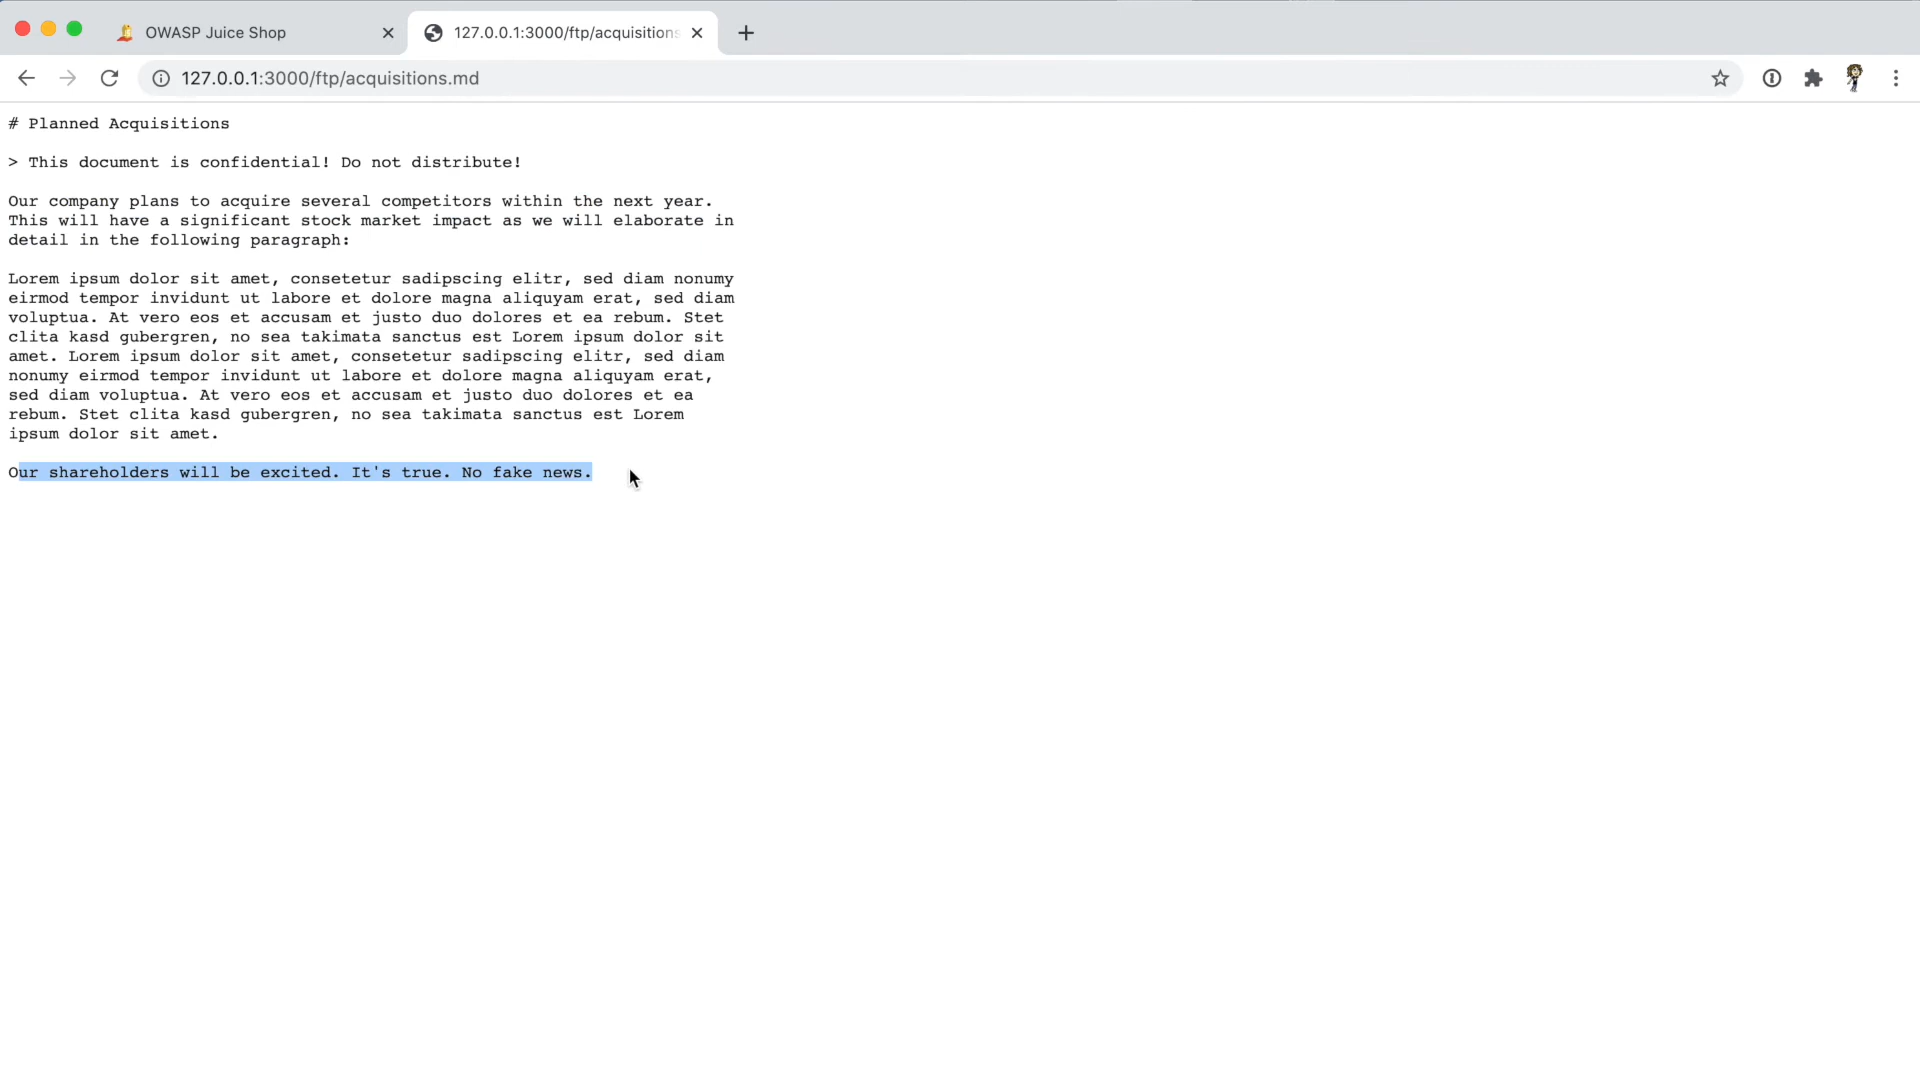 OWASP Juice Shop
127.0.0.1:3000/ftp/acquisitions
127.0.0.1:3000/ftp/acquisitions.md
# Planned Acquisitions
> This document is confidential! Do not distribute!
Our company plans to acquire several competitors within the next year.
This will have a significant stock market impact as we will elaborate in
detail in the following paragraph:
Lorem ipsum dolor sit amet, consetetur sadipscing elitr, sed diam nonumy
eirmod tempor invidunt ut labore et dolore magna aliquyam erat, sed diam
voluptua. At vero eos et accusam et justo duo dolores et ea rebum. Stet
clita kasd gubergren, no sea takimata sanctus est Lorem ipsum dolor sit
amet. Lorem ipsum dolor sit amet, consetetur sadipscing elitr, sed diam
nonumy eirmod tempor invidunt ut labore et dolore magna aliquyam erat,
sed diam voluptua. At vero eos et accusam et justo duo dolores et ea
rebum. Stet clita kasd gubergren, no sea takimata sanctus est Lorem
ipsum dolor sit amet.
Our shareholders will be excited. It's true. No fake news.